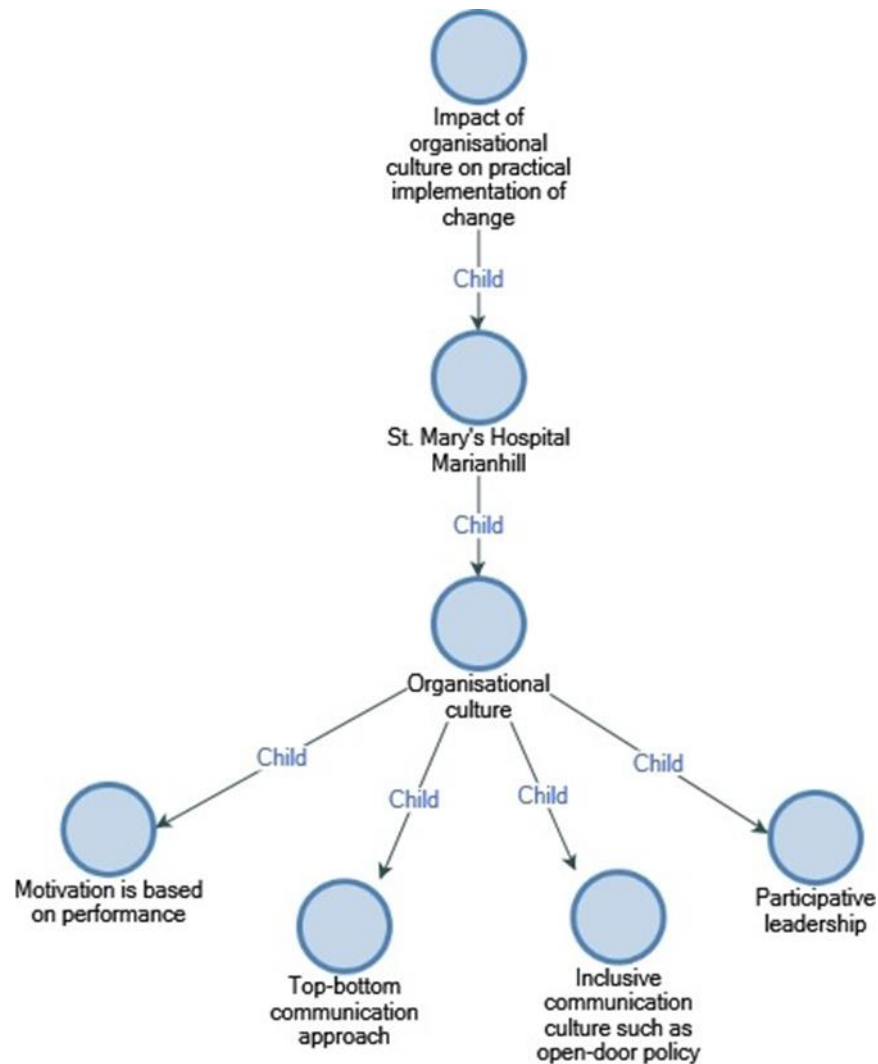 Impact of
organisational
culture on practical
implementation of
change
Child
St. Mary's Hospital
Marianhill
Child
Organisational
culture
Child
Child
Child
Child
Motivation is based
on performance
Top-bottom
communication
approach
Inclusive
communication
culture such as
open-door policy
Participative
leadership